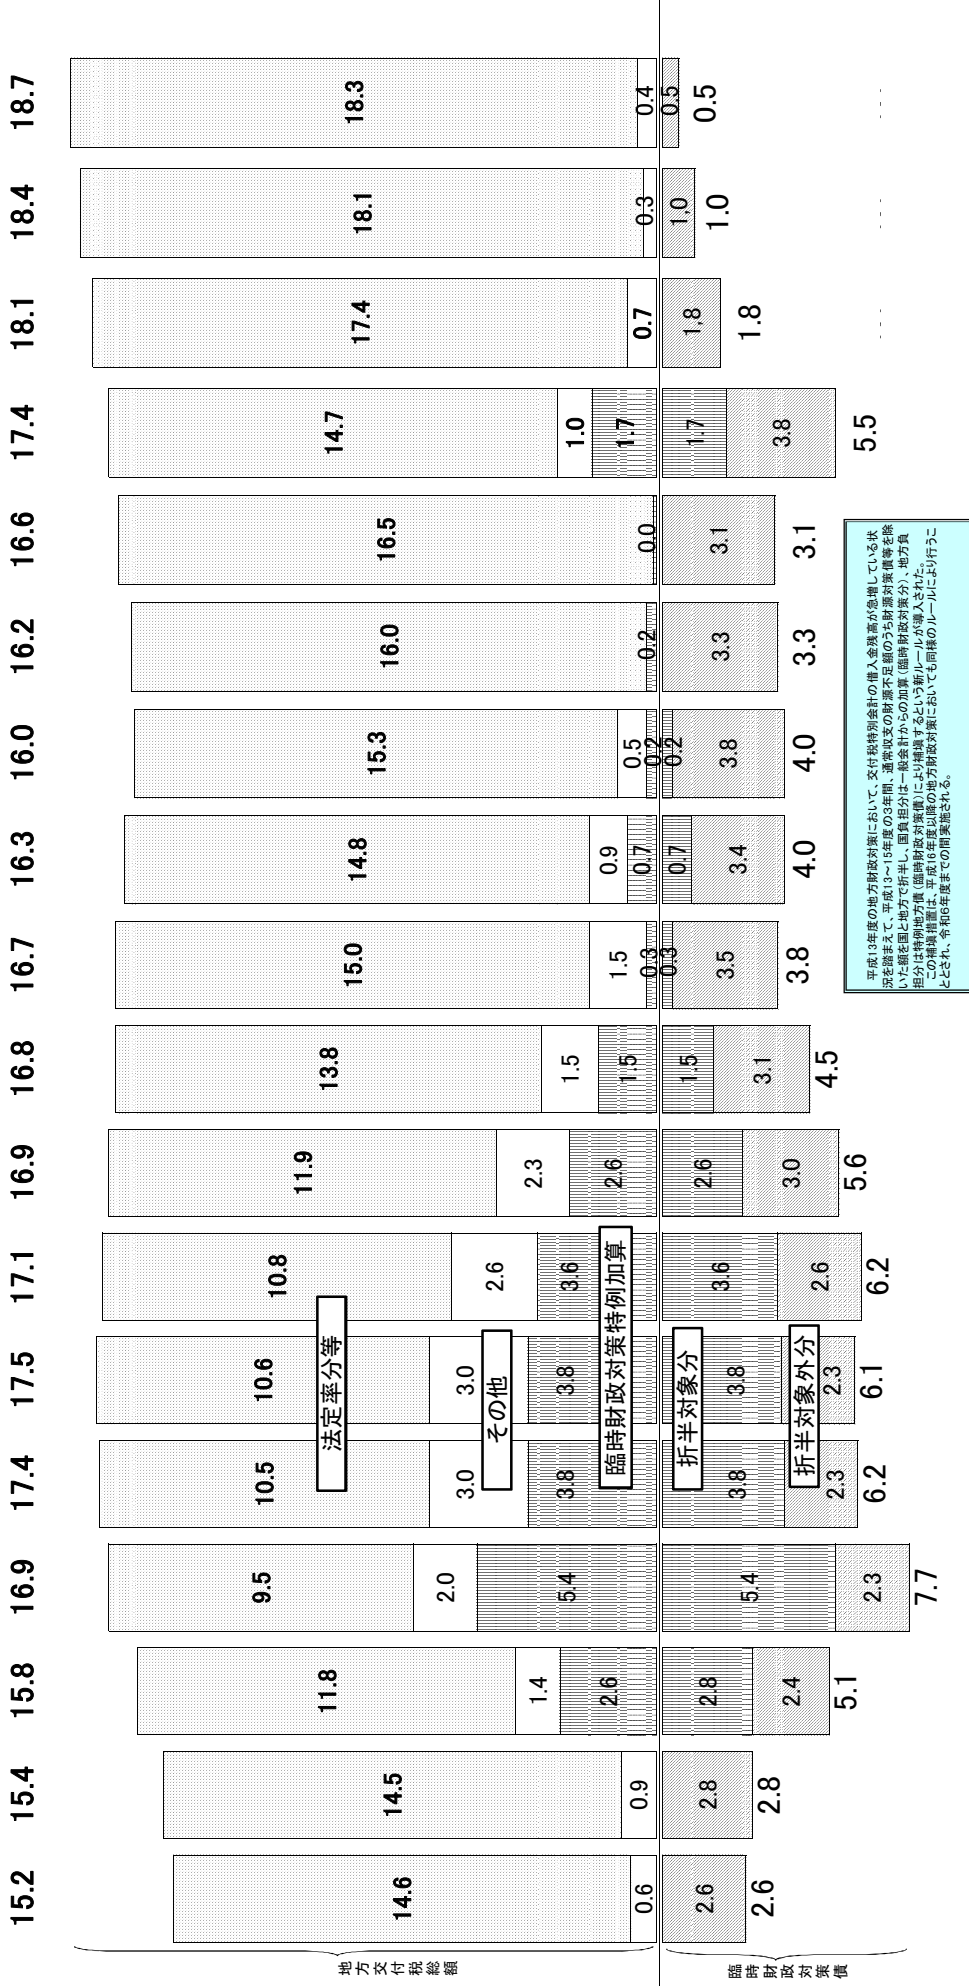 15.2 15.4 15.8 16.9 17.4 17.5 17.1 16.9 16.8 16.7 16.3 16.0 16.2 16.6 17.4 18.1 18.4 18.7
地方交付税総額
14.6 14.5 11.8 9.5 10.5 10.6 10.8 11.9 13.8 15.0 14.8 15.3 16.0 16.5 14.7 17.4 18.1 18.3
法定率分等
0.6 0.9 1.4 2.0 3.0 3.0 2.6 2.3 1.5 1.5 0.9 0.5 1.0 0.7 0.3 0.4
その他
2.6 5.4 3.8 3.8 3.6 2.6 1.5 0.3 0.7 0.2 0.2 0.0 1.7
臨時財政対策特例加算
臨時財政対策債
折半対象分
2.8 5.4 3.8 3.8 3.6 2.6 1.5 0.3 0.7 0.2 1.7
2.6 2.8 2.4 2.3 2.3 2.3 2.6 3.0 3.1 3.5 3.4 3.8 3.3 3.1 3.8 1.8 1.0 0.5
折半対象外分
2.6 2.8 5.1 7.7 6.2 6.1 6.2 5.6 4.5 3.8 4.0 4.0 3.3 3.1 5.5 1.8 1.0 0.5
平成13年度の地方財政対策において、交付税特別会計の借入金残高が急増している状
況を踏まえて、平成13～15年度の3年間、通常収支の財源不足額のうち財源対策債等を除
いた額を国と地方で折半し、国負担分は一般会計からの加算(臨時財政対策分)、地方負
担分は特例地方債(臨時財政対策債)により補塡するという新ルールが導入された。
この補塡措置は、平成16年度以降の地方財政対策においても同様のルールにより行うこ
ととされ、令和6年度までの間実施される。